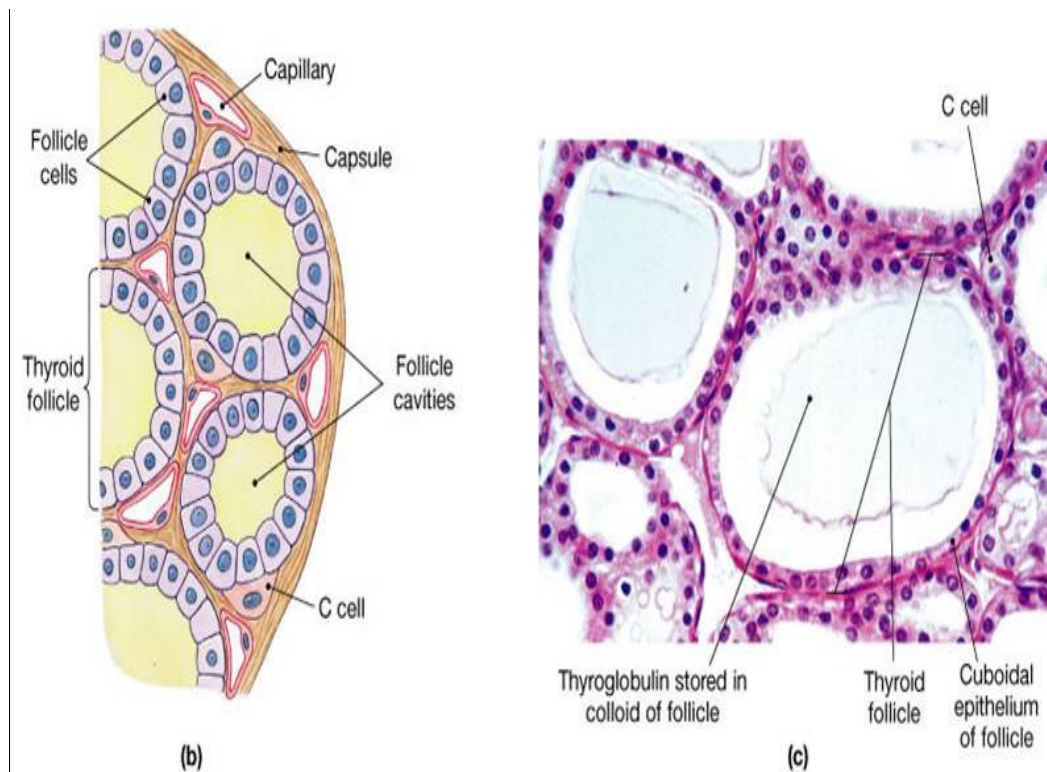 Capillary
Follicle
cells
Capsule
Thyroid
follicle
Follicle
cavities
C cell
(b)
C cell
Thyroglobulin stored in
colloid of follicle
Thyroid
follicle
Cuboidal
epithelium
of follicle
(c)